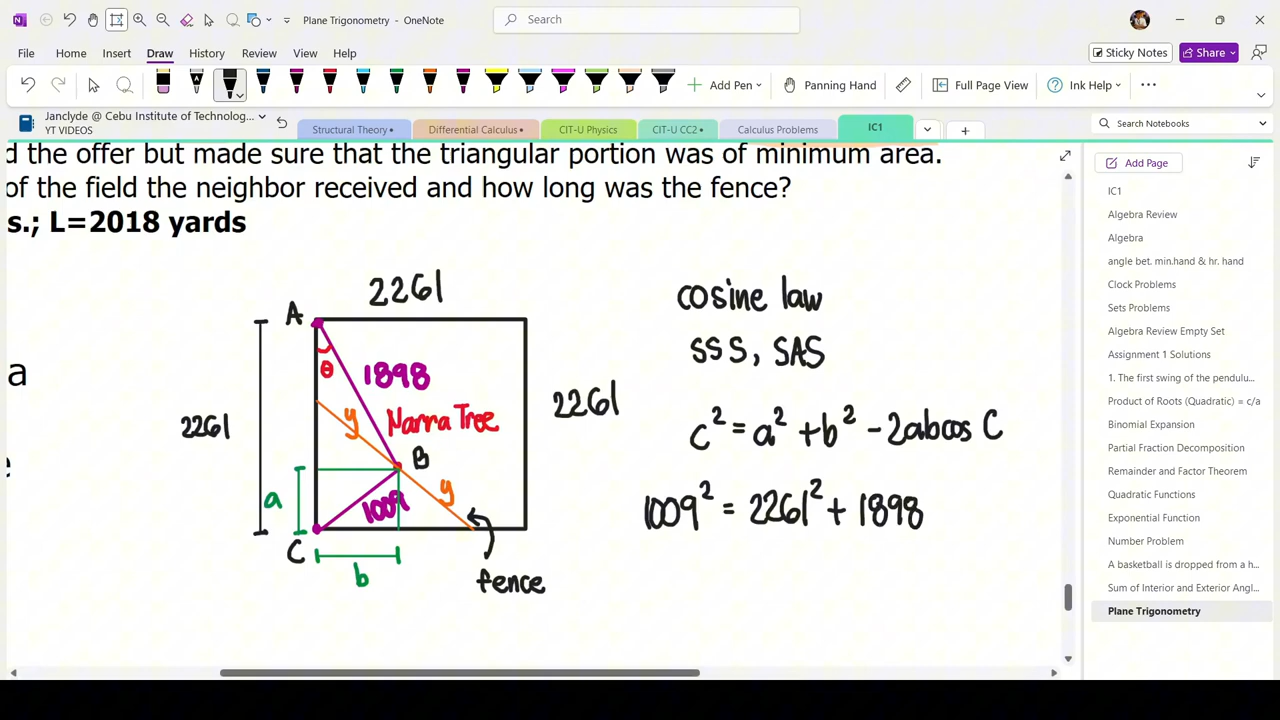 Plane Trigonometry - OneNote
Search
File Home Insert Draw History Review View Help
Sticky Notes
Share
Add Pen
Panning Hand
Full Page View
Ink Help
Janclyde @ Cebu Institute of Technolog...
YT VIDEOS
Structural Theory
Differential Calculus
CIT-U Physics
CIT-U CC2
Calculus Problems
IC1
Search Notebooks
d the offer but made sure that the triangular portion was of minimum area.
of the field the neighbor received and how long was the fence?
s.; L=2018 yards
a
e
2261
A
θ
1898
2261
2261
y
Narra Tree
B
a
1009
y
C
b
fence
cosine law
SSS, SAS
c² = a² + b² - 2abcos C
1009² = 2261² + 1898
Add Page
IC1
Algebra Review
Algebra
angle bet. min.hand & hr. hand
Clock Problems
Sets Problems
Algebra Review Empty Set
Assignment 1 Solutions
1. The first swing of the pendulu...
Product of Roots (Quadratic) = c/a
Binomial Expansion
Partial Fraction Decomposition
Remainder and Factor Theorem
Quadratic Functions
Exponential Function
Number Problem
A basketball is dropped from a h...
Sum of Interior and Exterior Angl...
Plane Trigonometry